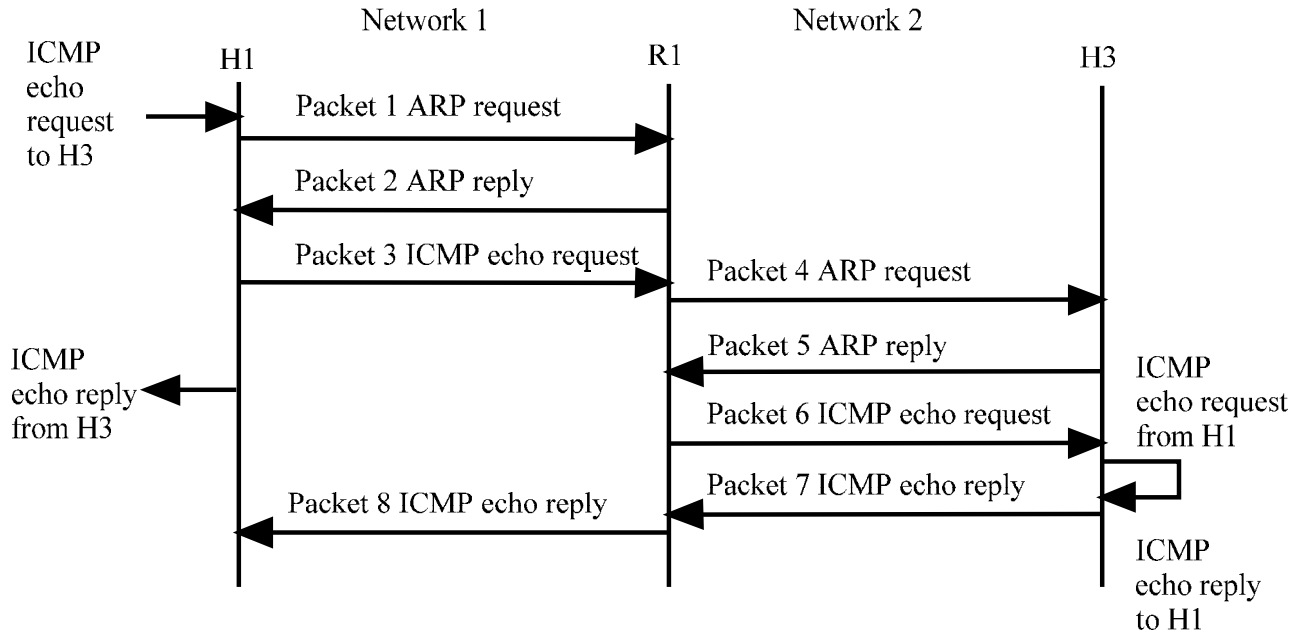 Network 1
Network 2
ICMP
echo
request
to H3
H1
R1
H3
Packet 1 ARP request
Packet 2 ARP reply
Packet 3 ICMP echo request
Packet 4 ARP request
Packet 5 ARP reply
ICMP
echo reply
from H3
ICMP
echo request
from H1
Packet 6 ICMP echo request
Packet 7 ICMP echo reply
Packet 8 ICMP echo reply
ICMP
echo reply
to H1